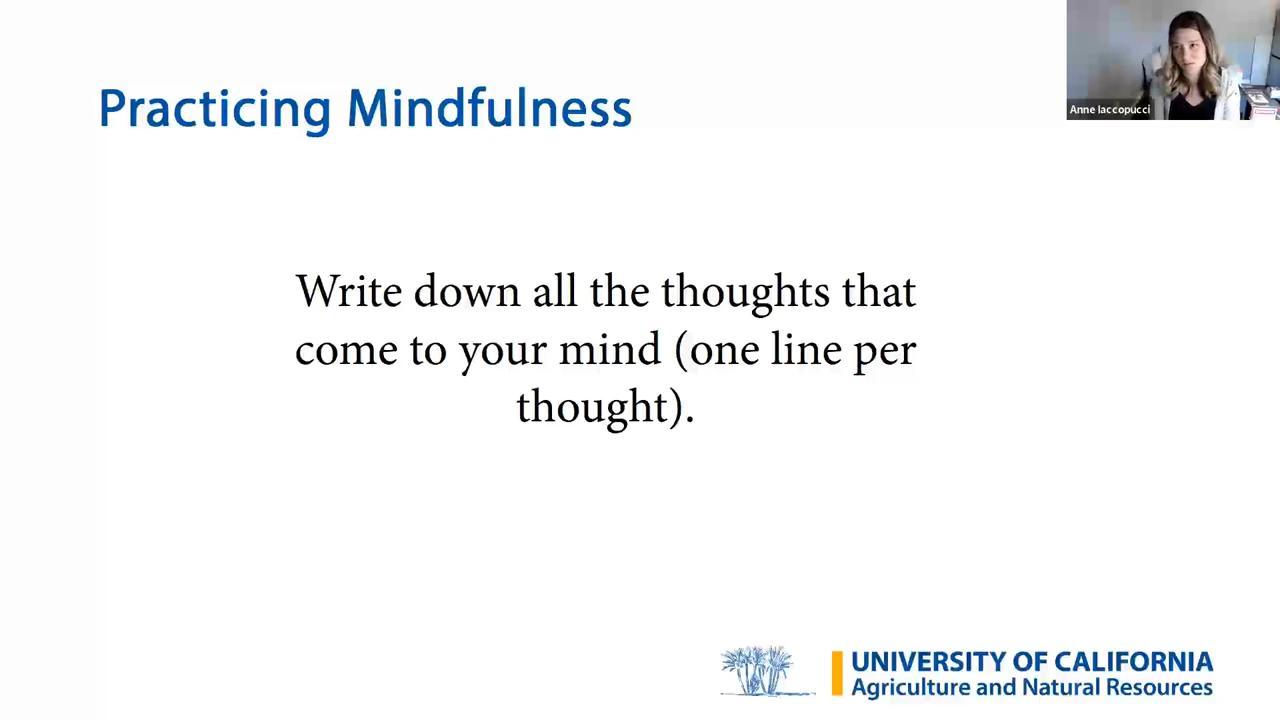 Practicing Mindfulness
Anne Iaccopucci
Write down all the thoughts that
come to your mind (one line per
thought).
UNIVERSITY OF CALIFORNIA
Agriculture and Natural Resources